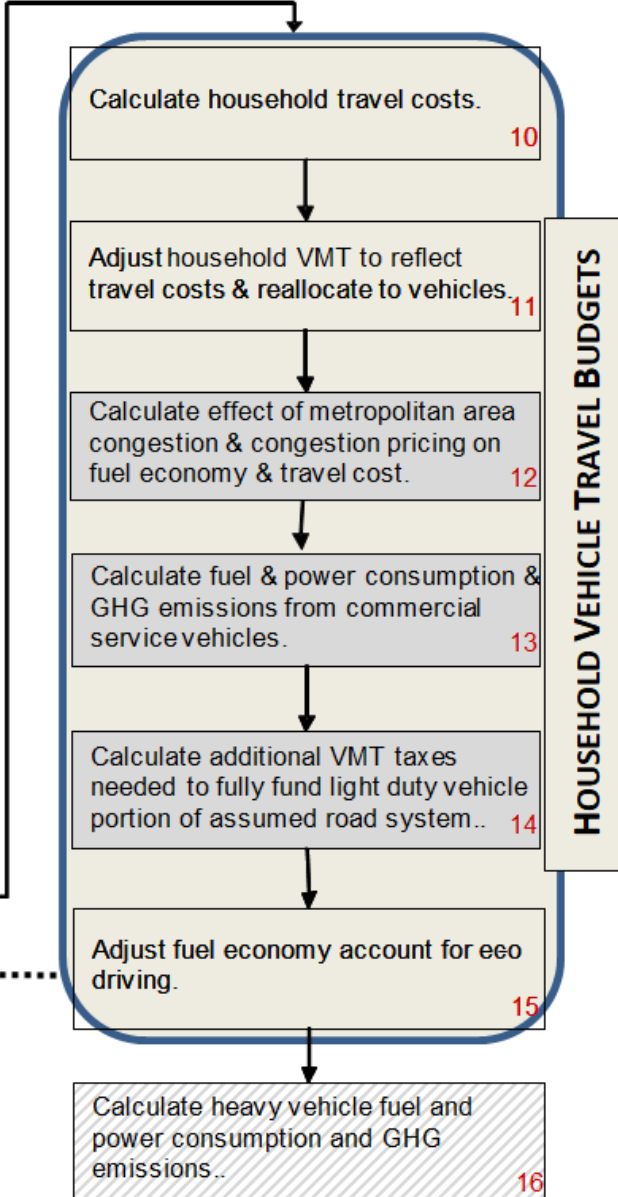 Calculate household travel costs.
10
Adjust household VMT to reflect
travel costs & reallocate to vehicles.
11
Calculate effect of metropolitan area
congestion & congestion pricing on
fuel economy & travel cost.
12
Calculate fuel & power consumption &
GHG emissions from commercial
service vehicles.
13
Calculate additional VMT taxes
needed to fully fund light duty vehicle
portion of assumed road system..
14
Adjust fuel economy account for eco
driving.
15
Calculate heavy vehicle fuel and
power consumption and GHG
emissions..
16
HOUSEHOLD VEHICLE TRAVEL BUDGETS